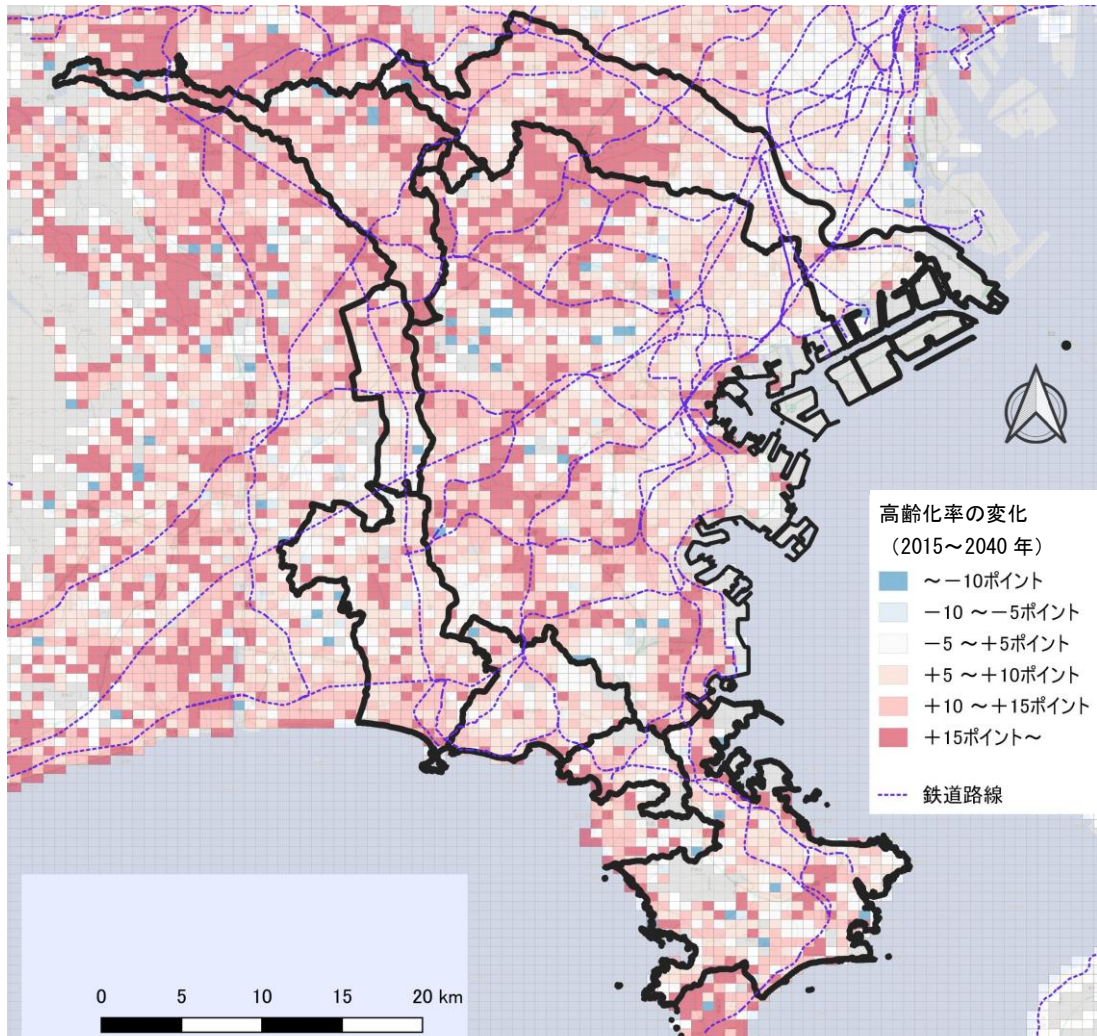 高齢化率の変化
（2015～2040 年）
～－10ポイント
－10 ～－5ポイント
－5 ～＋5ポイント
＋5 ～＋10ポイント
＋10 ～＋15ポイント
＋15ポイント～
鉄道路線
0 5 10 15 20 km